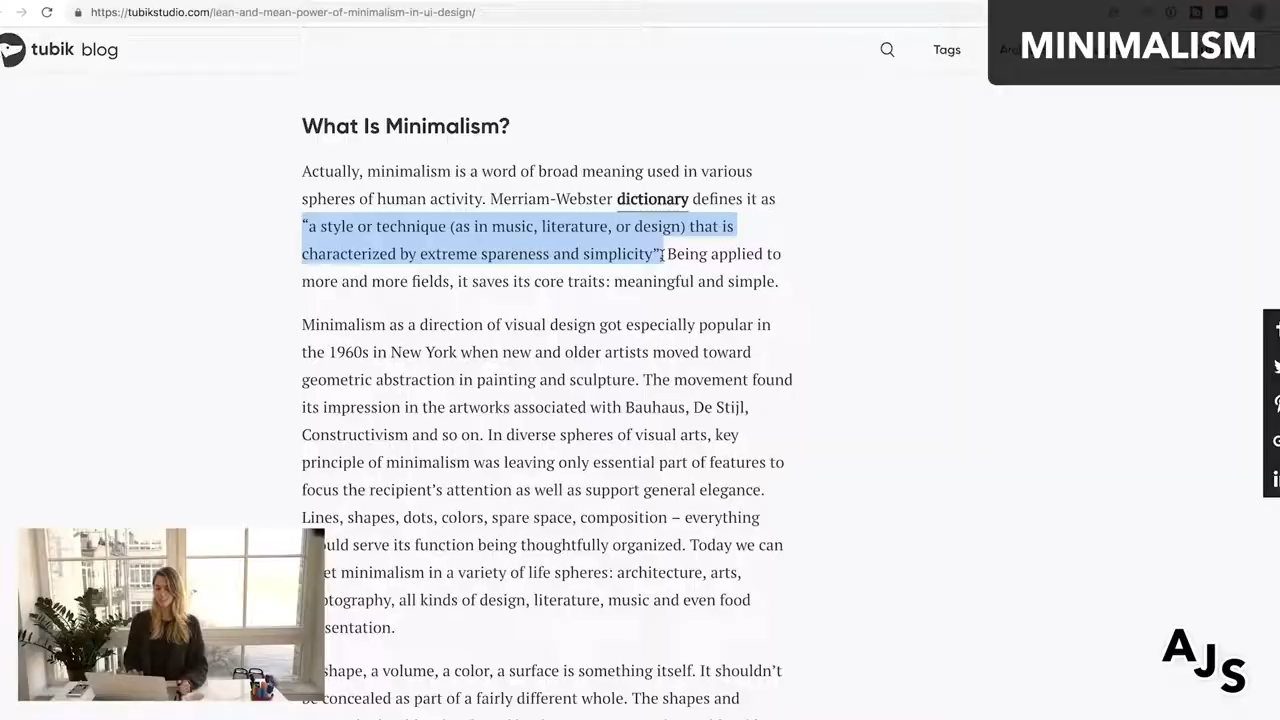 https://tubikstudio.com/lean-and-mean-power-of-minimalism-in-ui-design/
MINIMALISM
tubik blog
Tags
What Is Minimalism?
Actually, minimalism is a word of broad meaning used in various
spheres of human activity. Merriam-Webster dictionary defines it as
“a style or technique (as in music, literature, or design) that is
characterized by extreme spareness and simplicity”. Being applied to
more and more fields, it saves its core traits: meaningful and simple.
Minimalism as a direction of visual design got especially popular in
the 1960s in New York when new and older artists moved toward
geometric abstraction in painting and sculpture. The movement found
its impression in the artworks associated with Bauhaus, De Stijl,
Constructivism and so on. In diverse spheres of visual arts, key
principle of minimalism was leaving only essential part of features to
focus the recipient’s attention as well as support general elegance.
Lines, shapes, dots, colors, spare space, composition – everything
ould serve its function being thoughtfully organized. Today we can
et minimalism in a variety of life spheres: architecture, arts,
otography, all kinds of design, literature, music and even food
esentation.
shape, a volume, a color, a surface is something itself. It shouldn’t
be concealed as part of a fairly different whole. The shapes and
AJS